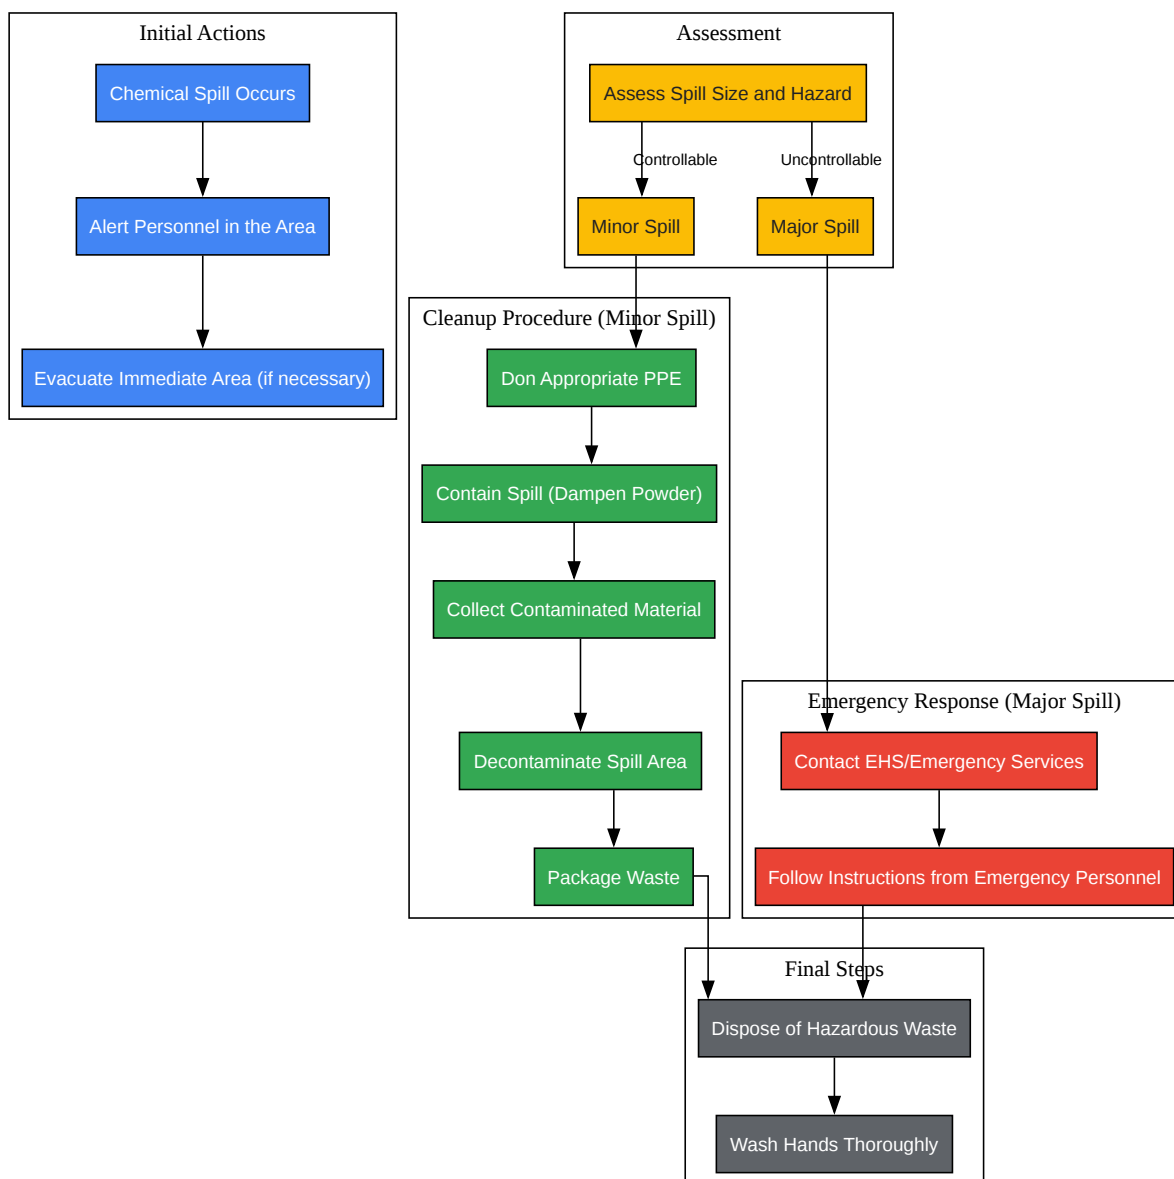 Initial Actions
Chemical Spill Occurs
Alert Personnel in the Area
Evacuate Immediate Area (if necessary)
Assessment
Assess Spill Size and Hazard
Controllable
Uncontrollable
Minor Spill
Major Spill
Cleanup Procedure (Minor Spill)
Don Appropriate PPE
Contain Spill (Dampen Powder)
Collect Contaminated Material
Decontaminate Spill Area
Package Waste
Emergency Response (Major Spill)
Contact EHS/Emergency Services
Follow Instructions from Emergency Personnel
Final Steps
Dispose of Hazardous Waste
Wash Hands Thoroughly